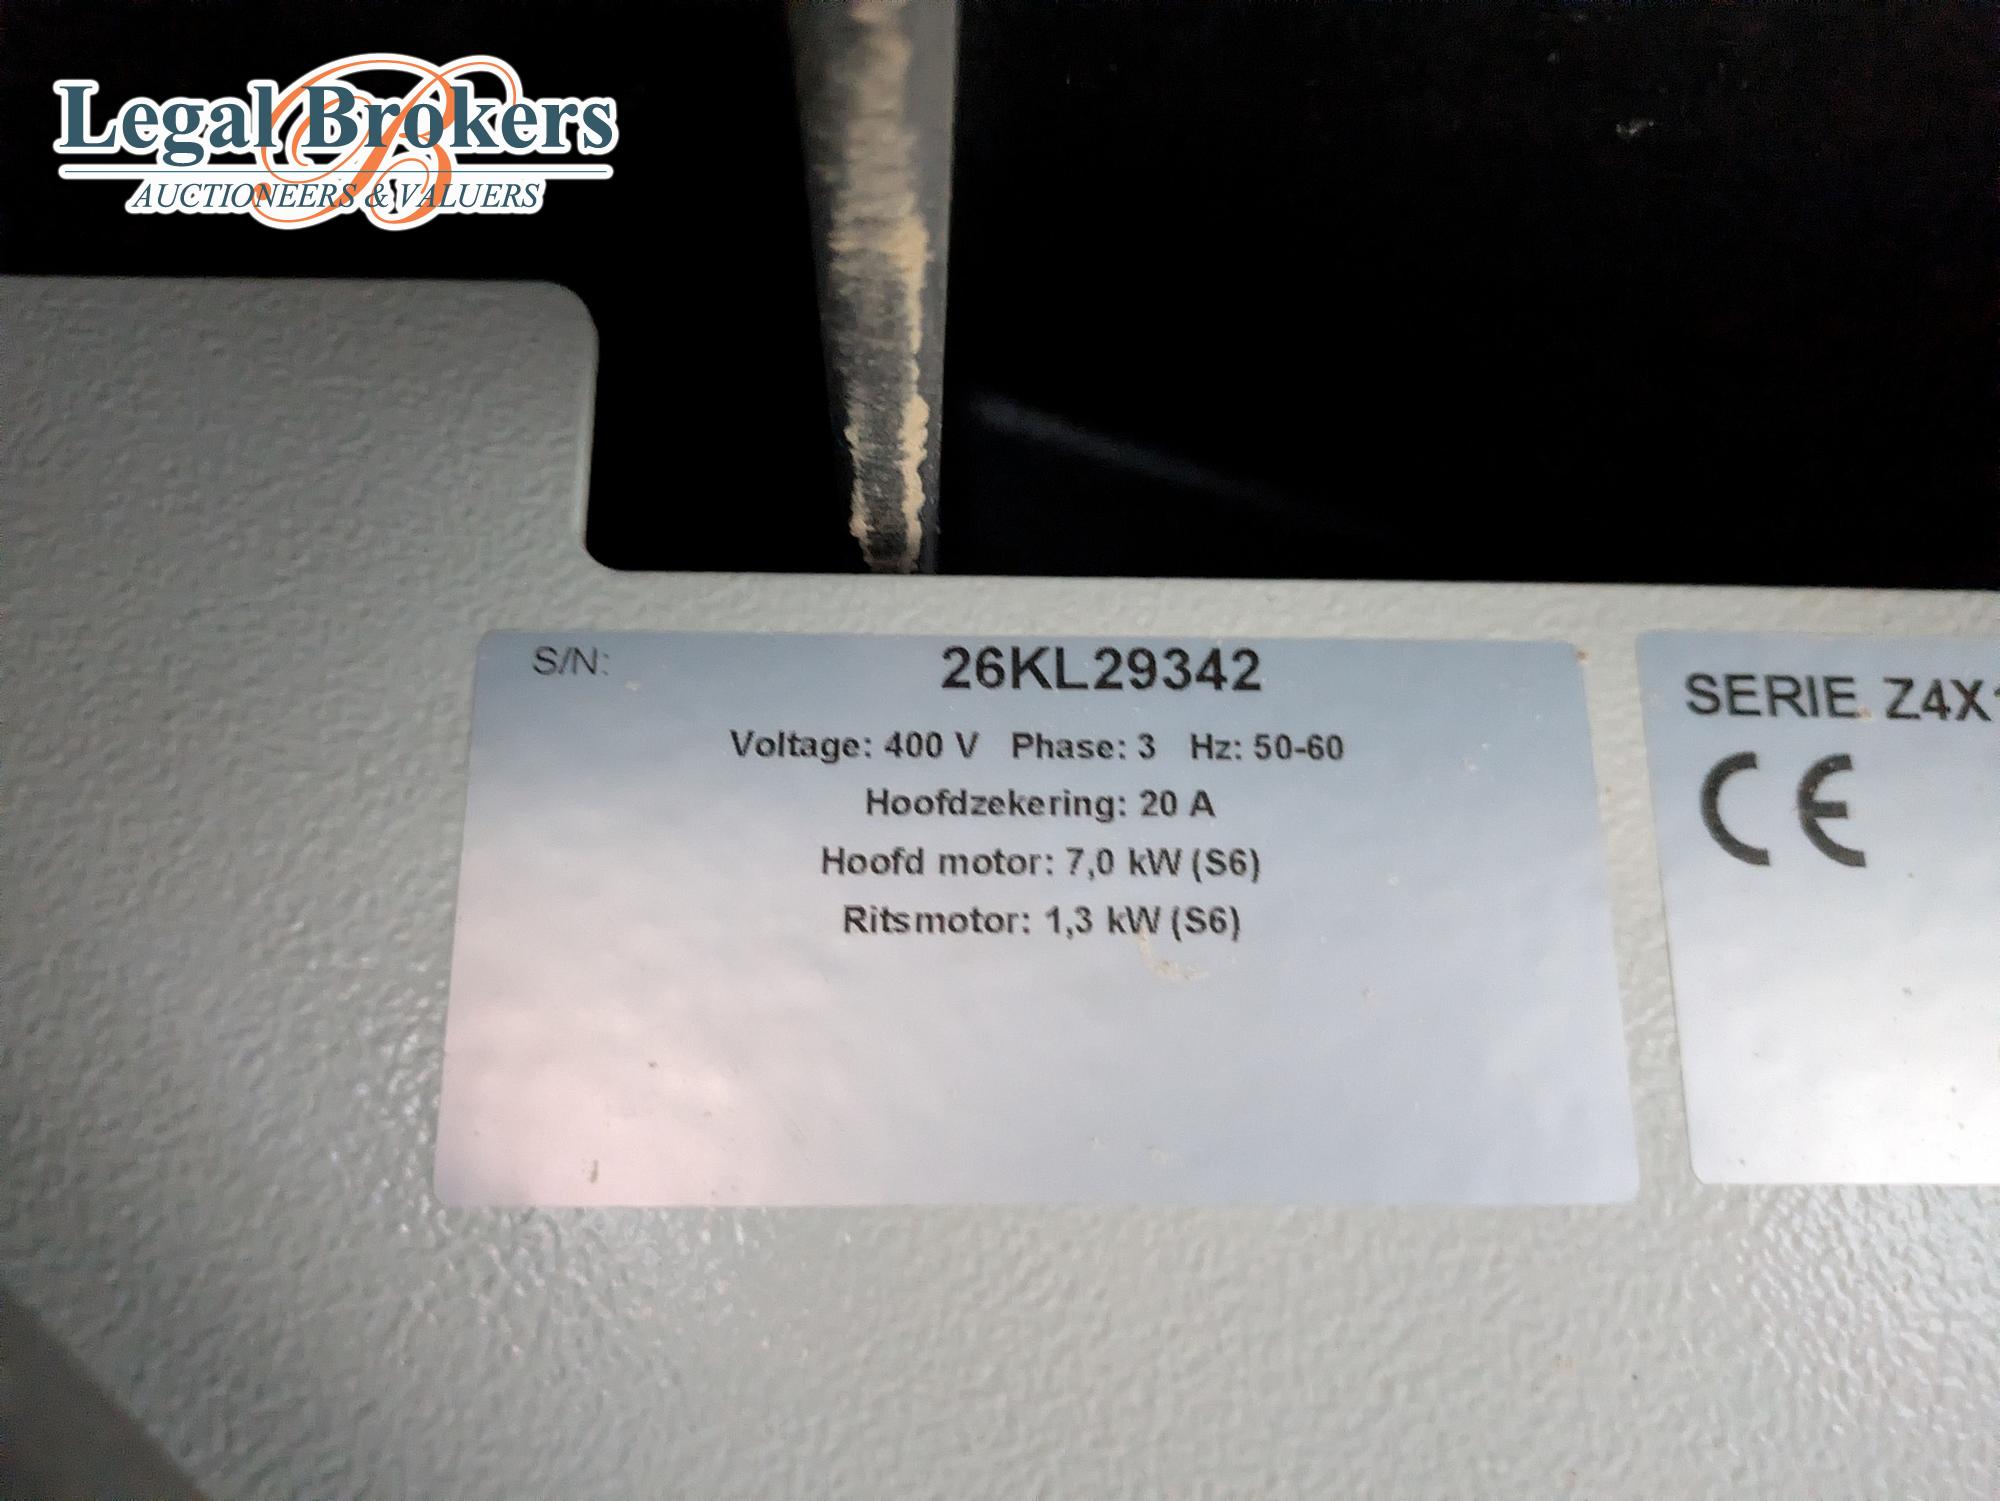 Legal Brokers
AUCTIONEERS & VALUERS
S/N: 26KL29342
Voltage: 400 V Phase: 3 Hz: 50-60
Hoofdzekering: 20 A
Hoofd motor: 7,0 kW (S6)
Ritsmotor: 1,3 kW (S6)
SERIE Z4X
CE